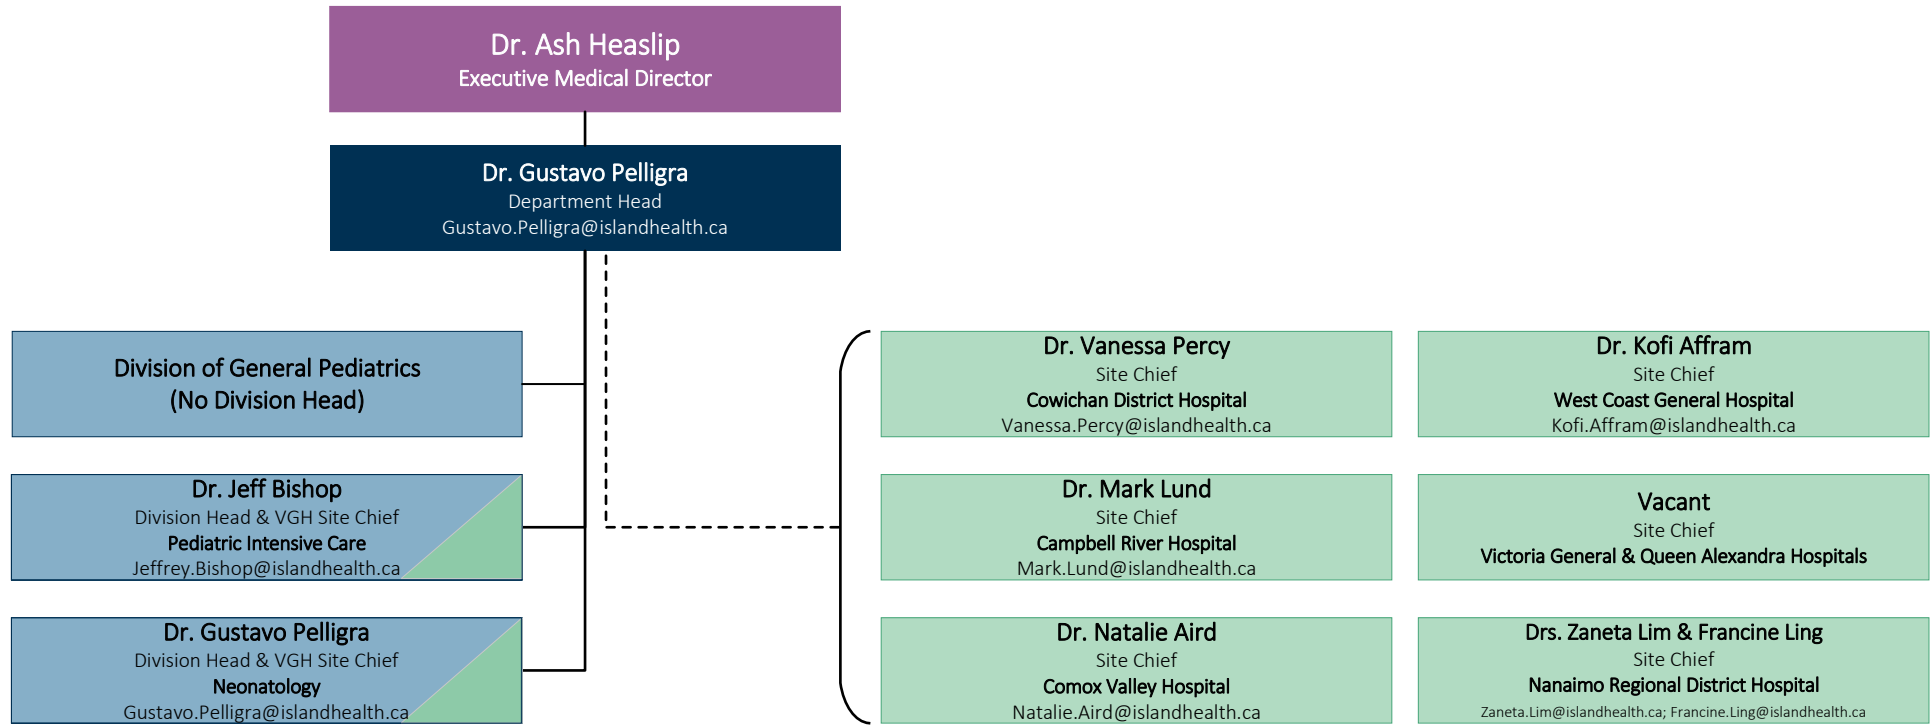 Dr. Ash Heaslip
Executive Medical Director
Dr. Gustavo Pelligra
Department Head
Gustavo.Pelligra@islandhealth.ca
Division of General Pediatrics
(No Division Head)
Dr. Jeff Bishop
Division Head & VGH Site Chief
Pediatric Intensive Care
Jeffrey.Bishop@islandhealth.ca
Dr. Gustavo Pelligra
Division Head & VGH Site Chief
Neonatology
Gustavo.Pelligra@islandhealth.ca
Dr. Vanessa Percy
Site Chief
Cowichan District Hospital
Vanessa.Percy@islandhealth.ca
Dr. Kofi Affram
Site Chief
West Coast General Hospital
Kofi.Affram@islandhealth.ca
Dr. Mark Lund
Site Chief
Campbell River Hospital
Mark.Lund@islandhealth.ca
Vacant
Site Chief
Victoria General & Queen Alexandra Hospitals
Dr. Natalie Aird
Site Chief
Comox Valley Hospital
Natalie.Aird@islandhealth.ca
Drs. Zaneta Lim & Francine Ling
Site Chief
Nanaimo Regional District Hospital
Zaneta.Lim@islandhealth.ca; Francine.Ling@islandhealth.ca